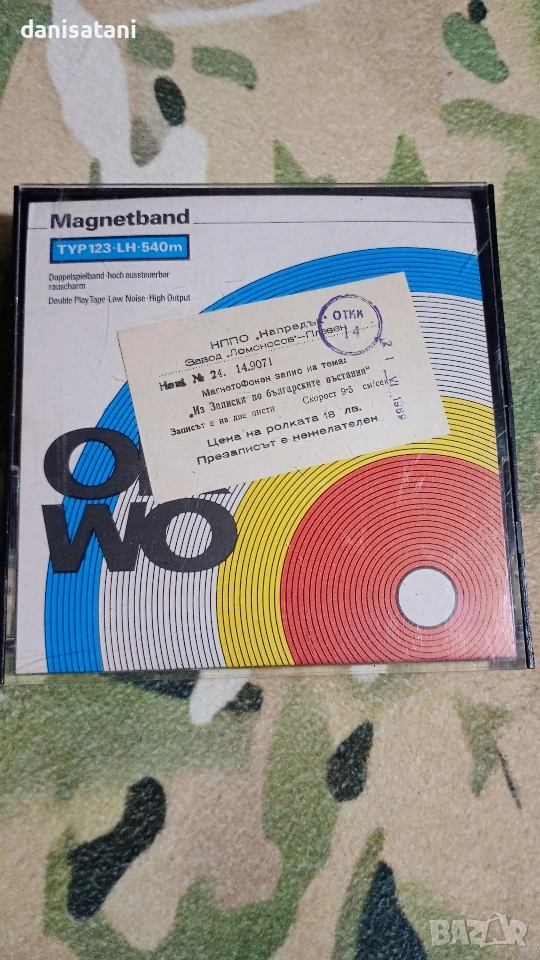 danisatani
Magnetband
TYP 123·LH·540m
Doppelspielband·hoch aussteuerbar
rauscharm
Double Play Tape·Low Noise·High Output
НППО „Напредък"
Завод „Ломоносов"—Плевен
ОТКК
14
№ 24. 14.9071
Магнетофонен запис на тема:
„Из Записки по българските въстания"
Записът е на две писти Скорост 9·5 см/сек
Цена на ролката 18 лв.
Презаписът е нежелателен
WO
BAZAR